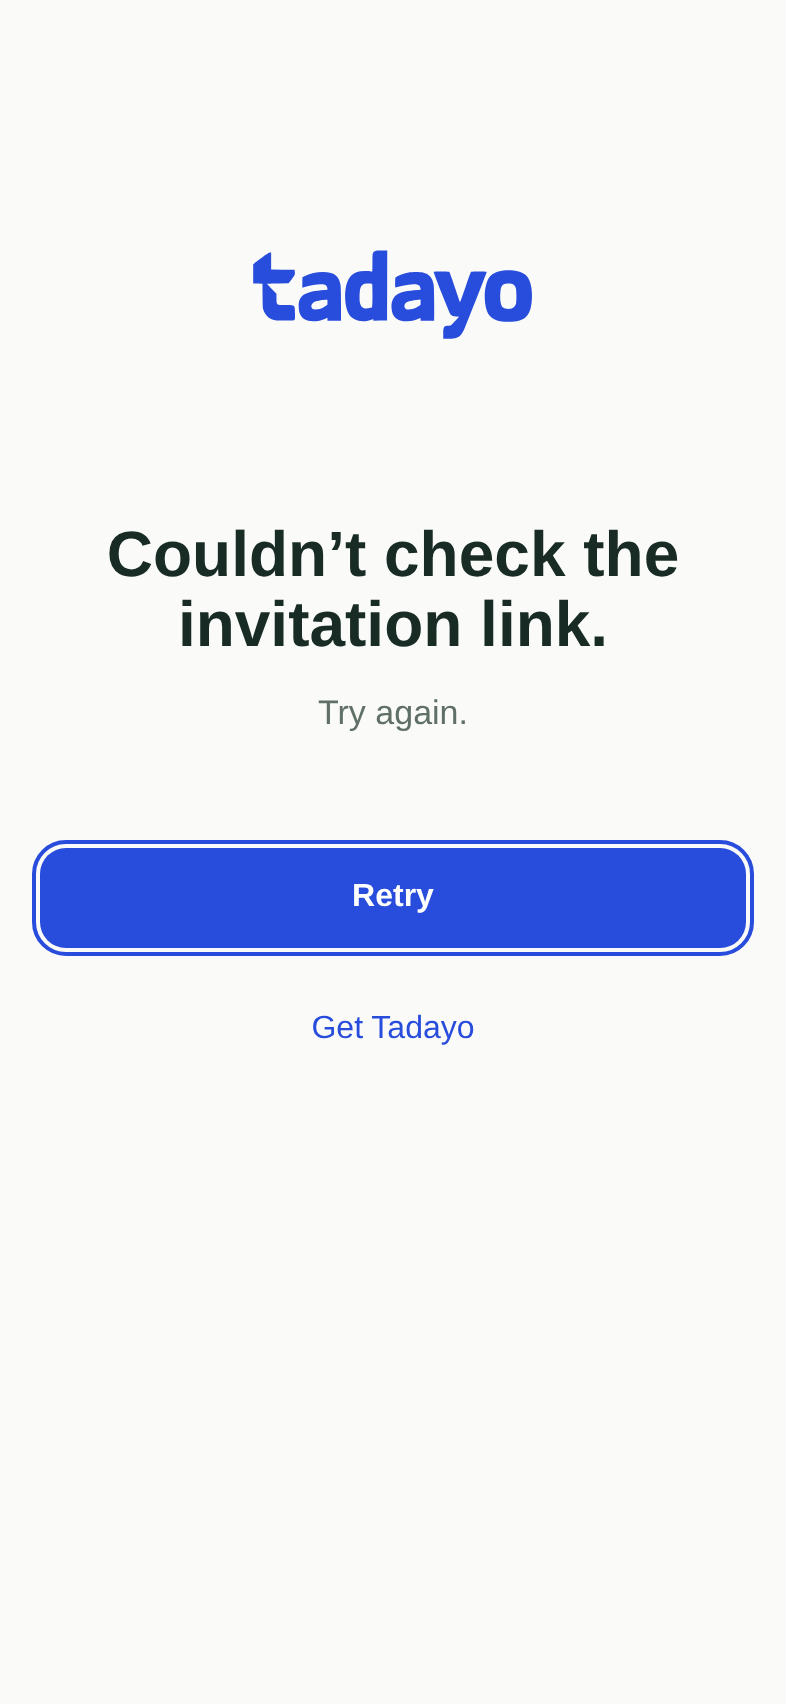 tadayo
Couldn’t check the
invitation link.
Try again.
Retry
Get Tadayo